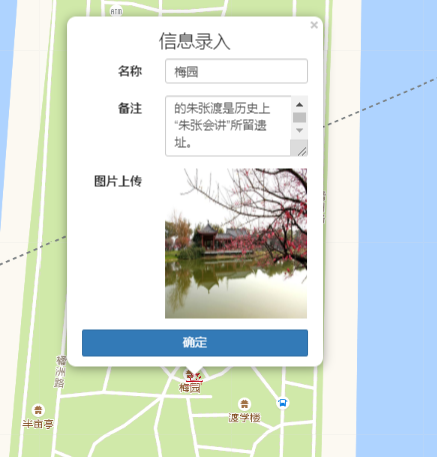 ×
信息录入
名称
梅园
备注
的朱张渡是历史上
“朱张会讲”所留遗
址。
图片上传
确定
橘洲路
梅园
半亩亭
渡学楼